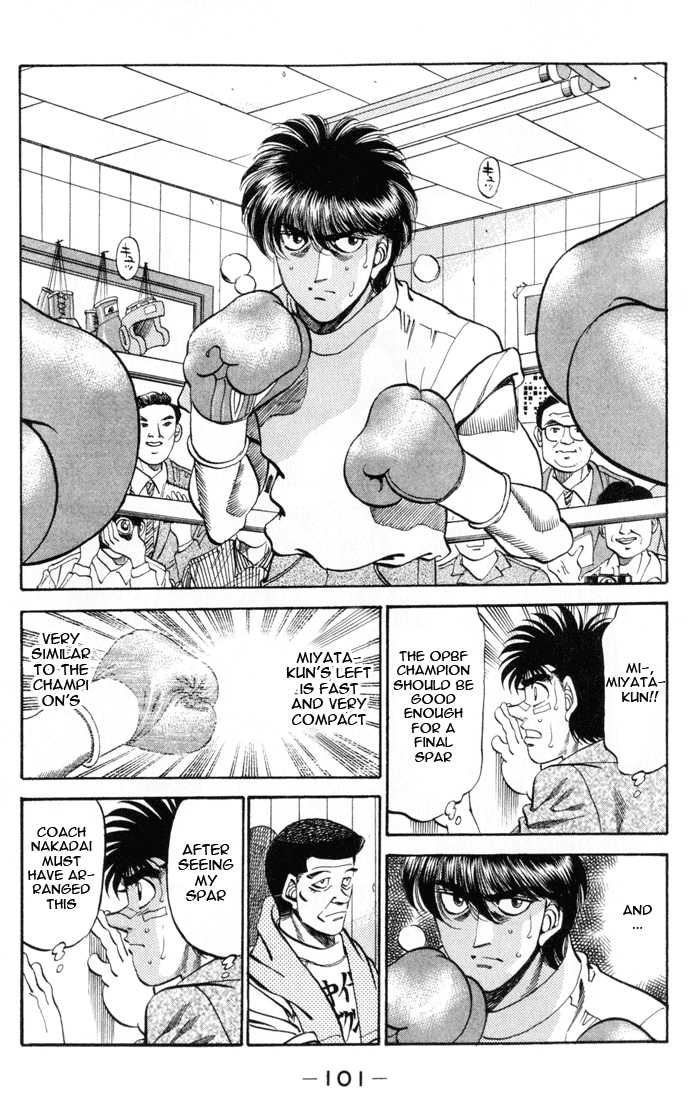 キュッ
キュッ
MI-,
MIYATA-
KUN!!
THE OPBF
CHAMPION
SHOULD BE
GOOD
ENOUGH
FOR A
FINAL
SPAR
MIYATA-
KUN'S LEFT
IS FAST
AND VERY
COMPACT
VERY
SIMILAR
TO THE
CHAMPI
ON'S
AND
...
AFTER
SEEING
MY
SPAR
COACH
NAKADAI
MUST
HAVE AR-
RANGED
THIS
—101—